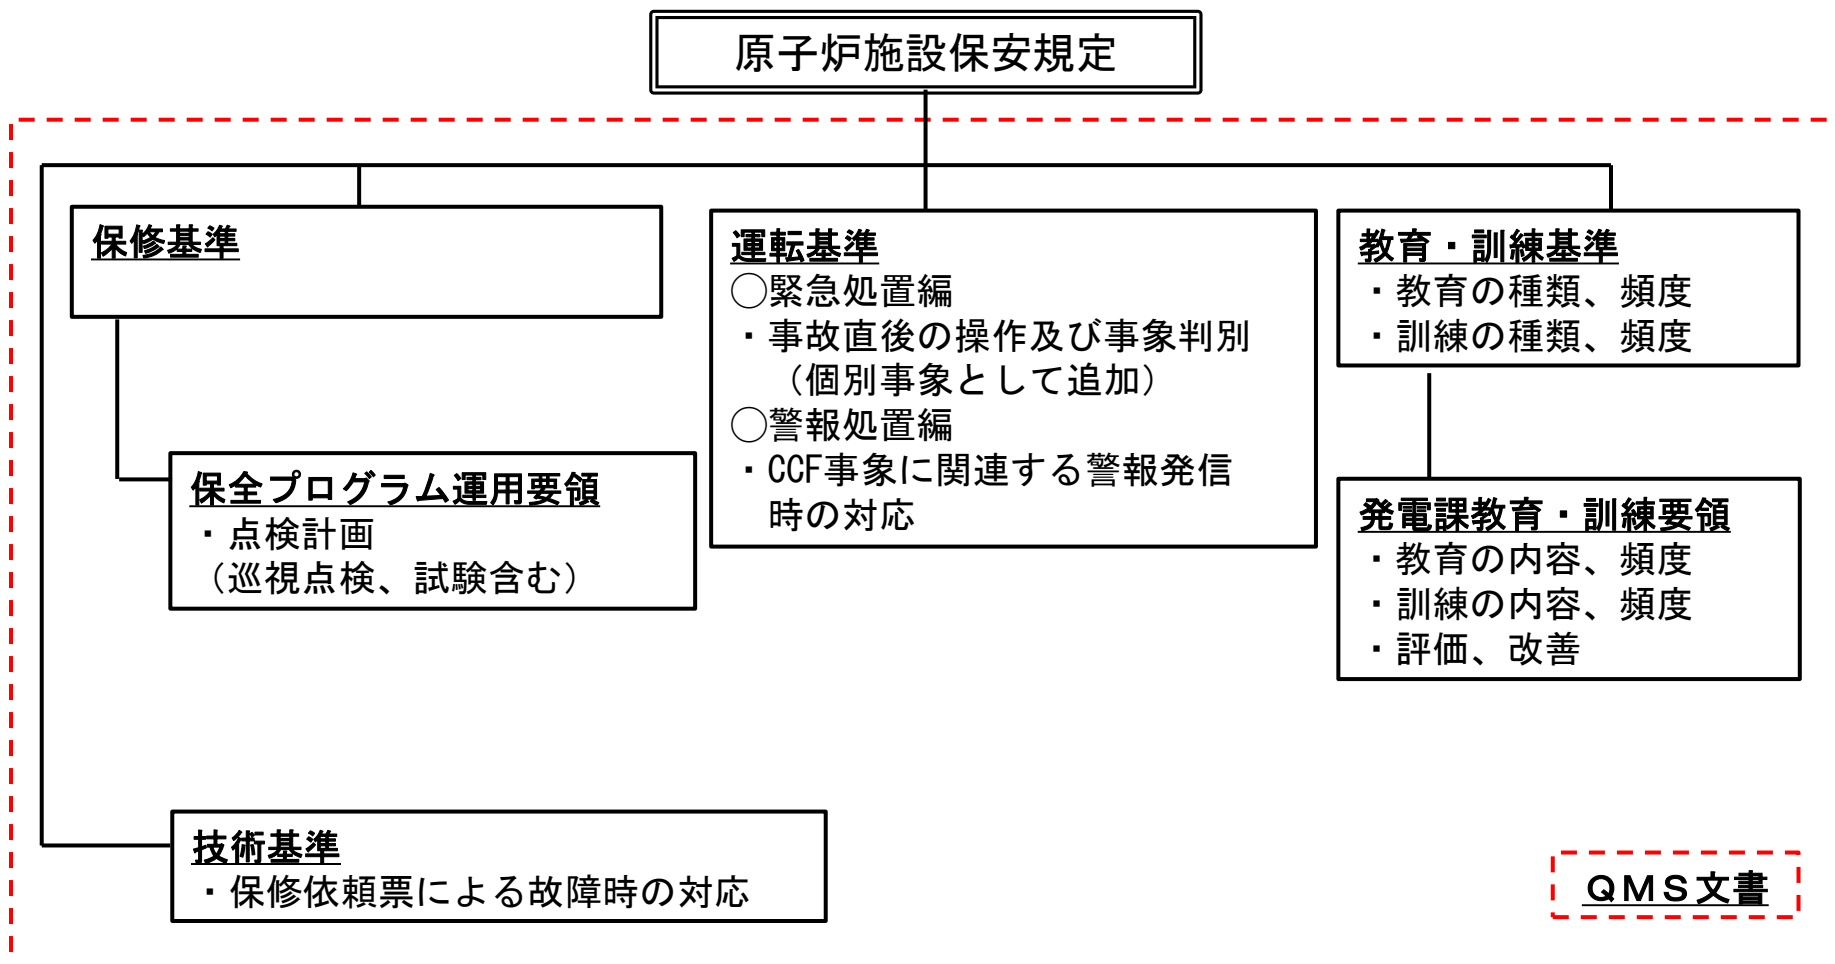 原子炉施設保安規定
保修基準
運転基準
◯緊急処置編
・事故直後の操作及び事象判別
（個別事象として追加）
◯警報処置編
・CCF事象に関連する警報発信
時の対応
教育・訓練基準
・教育の種類、頻度
・訓練の種類、頻度
保全プログラム運用要領
・点検計画
（巡視点検、試験含む）
発電課教育・訓練要領
・教育の内容、頻度
・訓練の内容、頻度
・評価、改善
技術基準
・保修依頼票による故障時の対応
ＱＭＳ文書